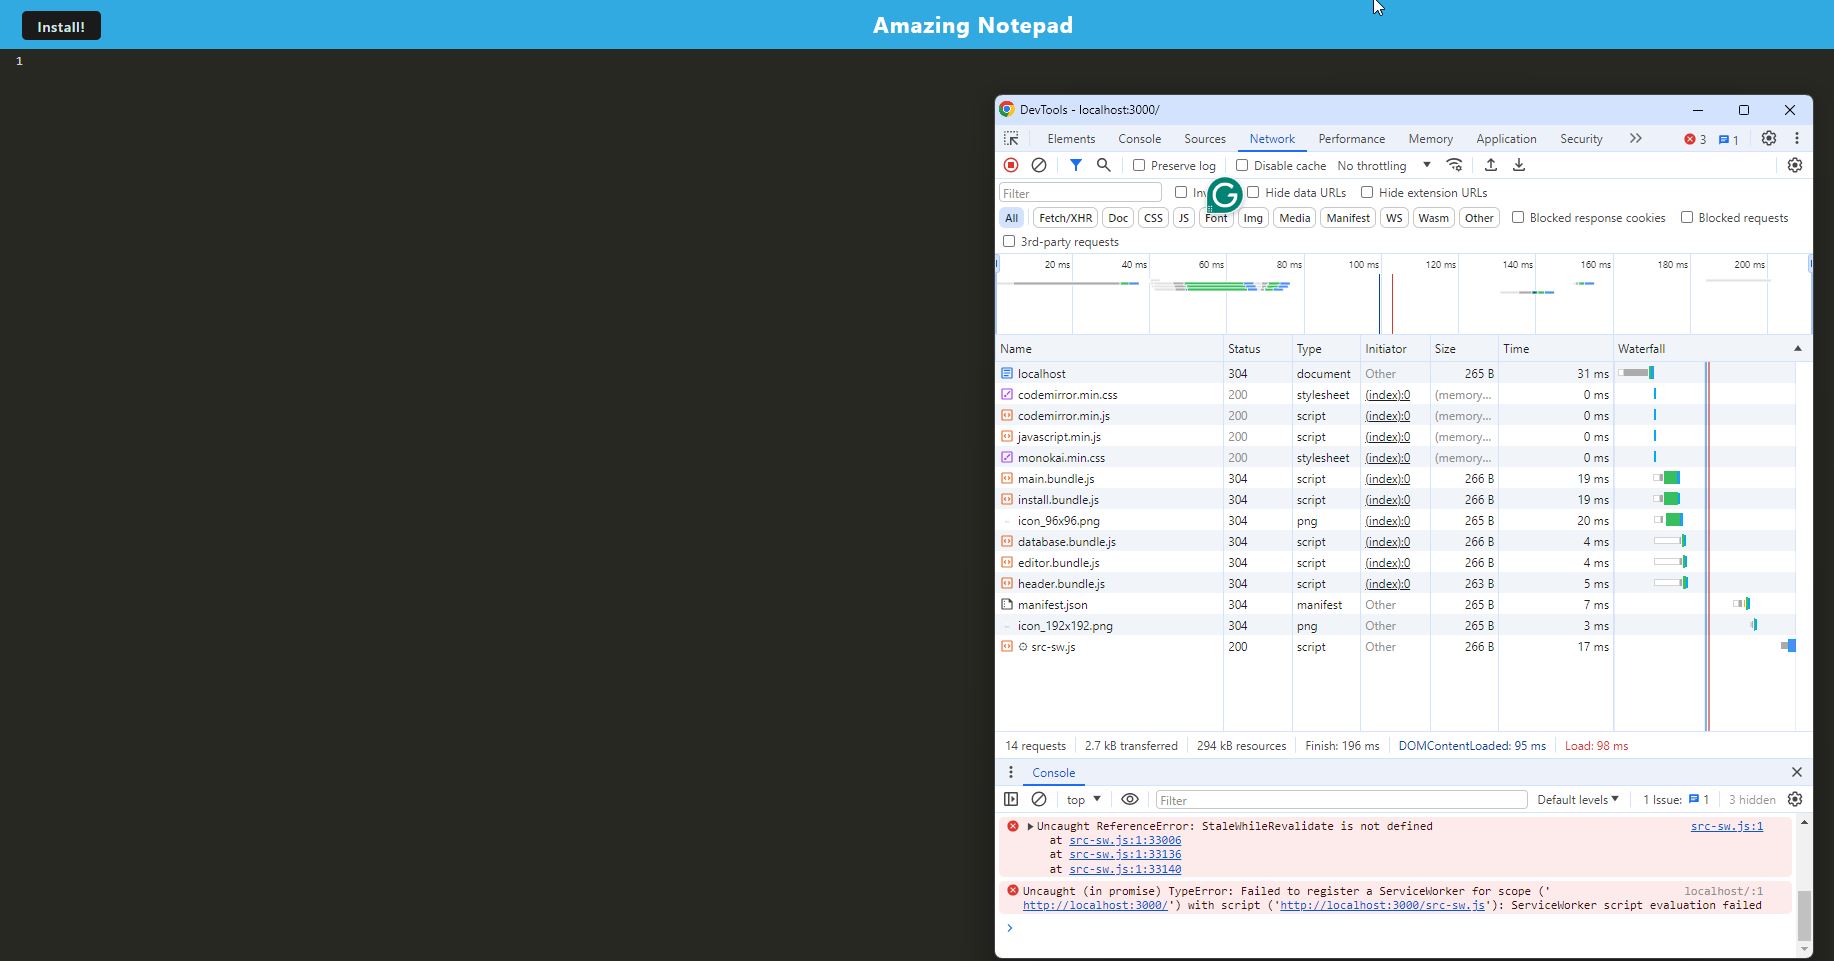 Install!
Amazing Notepad
1
DevTools - localhost:3000/
Elements Console Sources Network Performance Memory Application Security 3 1
Preserve log Disable cache No throttling
Filter Hide data URLs Hide extension URLs
All Fetch/XHR Doc CSS JS Font Img Media Manifest WS Wasm Other Blocked response cookies Blocked requests
3rd-party requests
20 ms 40 ms 60 ms 80 ms 100 ms 120 ms 140 ms 160 ms 180 ms 200 ms
Name Status Type Initiator Size Time Waterfall
localhost 304 document Other 265 B 31 ms
codemirror.min.css 200 stylesheet (index):0 (memory... 0 ms
codemirror.min.js 200 script (index):0 (memory... 0 ms
javascript.min.js 200 script (index):0 (memory... 0 ms
monokai.min.css 200 stylesheet (index):0 (memory... 0 ms
main.bundle.js 304 script (index):0 266 B 19 ms
install.bundle.js 304 script (index):0 266 B 19 ms
icon_96x96.png 304 png (index):0 265 B 20 ms
database.bundle.js 304 script (index):0 266 B 4 ms
editor.bundle.js 304 script (index):0 266 B 4 ms
header.bundle.js 304 script (index):0 263 B 5 ms
manifest.json 304 manifest Other 265 B 7 ms
icon_192x192.png 304 png Other 265 B 3 ms
src-sw.js 200 script Other 266 B 17 ms
14 requests 2.7 kB transferred 294 kB resources Finish: 196 ms DOMContentLoaded: 95 ms Load: 98 ms
Console
top Filter Default levels 1 Issue: 1 3 hidden
Uncaught ReferenceError: StaleWhileRevalidate is not defined src-sw.js:1
at src-sw.js:1:33006
at src-sw.js:1:33136
at src-sw.js:1:33140
Uncaught (in promise) TypeError: Failed to register a ServiceWorker for scope (' localhost/:1
http://localhost:3000/') with script ('http://localhost:3000/src-sw.js'): ServiceWorker script evaluation failed